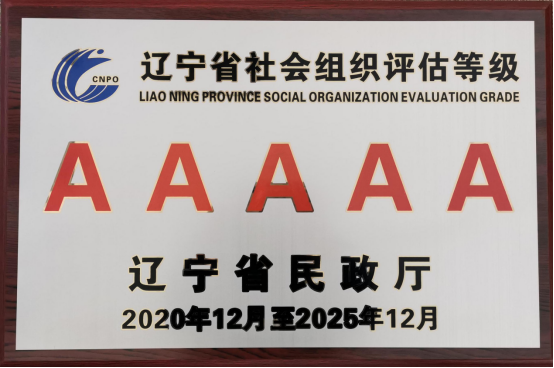 CNPO
辽宁省社会组织评估等级
LIAO NING PROVINCE SOCIAL ORGANIZATION EVALUATION GRADE
AAAAA
辽宁省民政厅
2020年12月至2025年12月